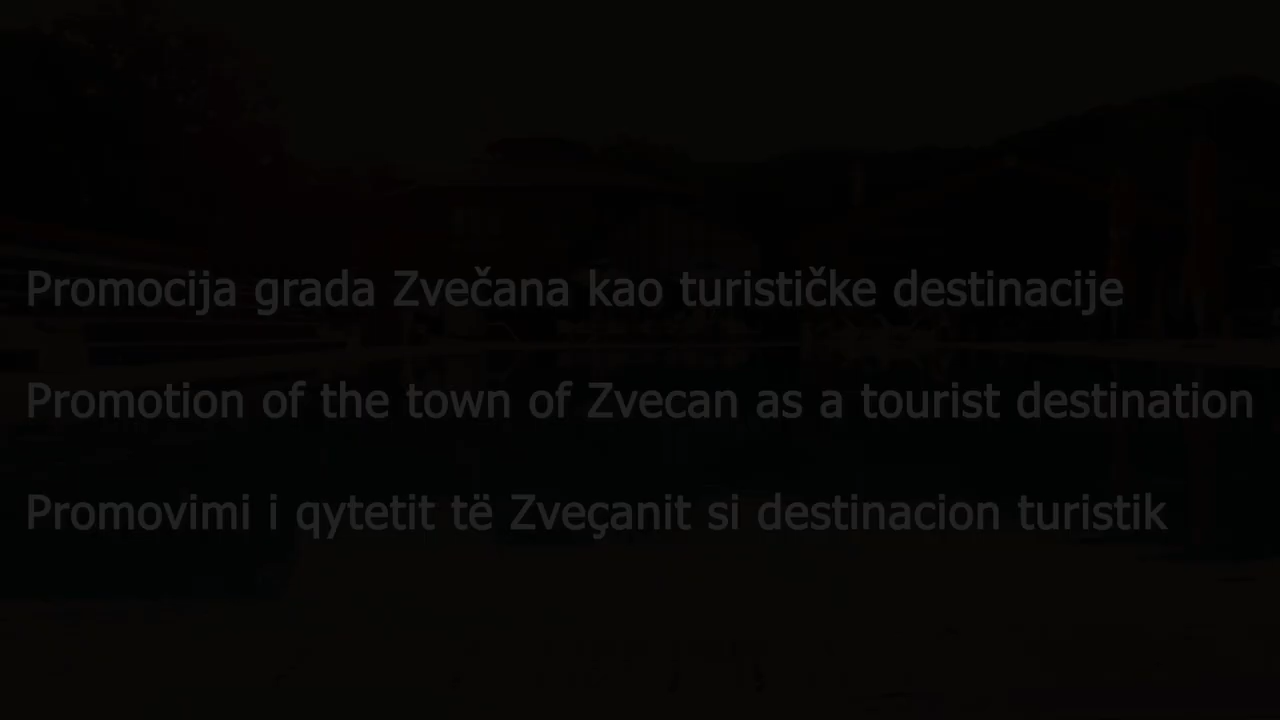 Promocija grada Zvečana kao turističke destinacije
Promotion of the town of Zvecan as a tourist destination
Promovimi i qytetit të Zveçanit si destinacion turistik